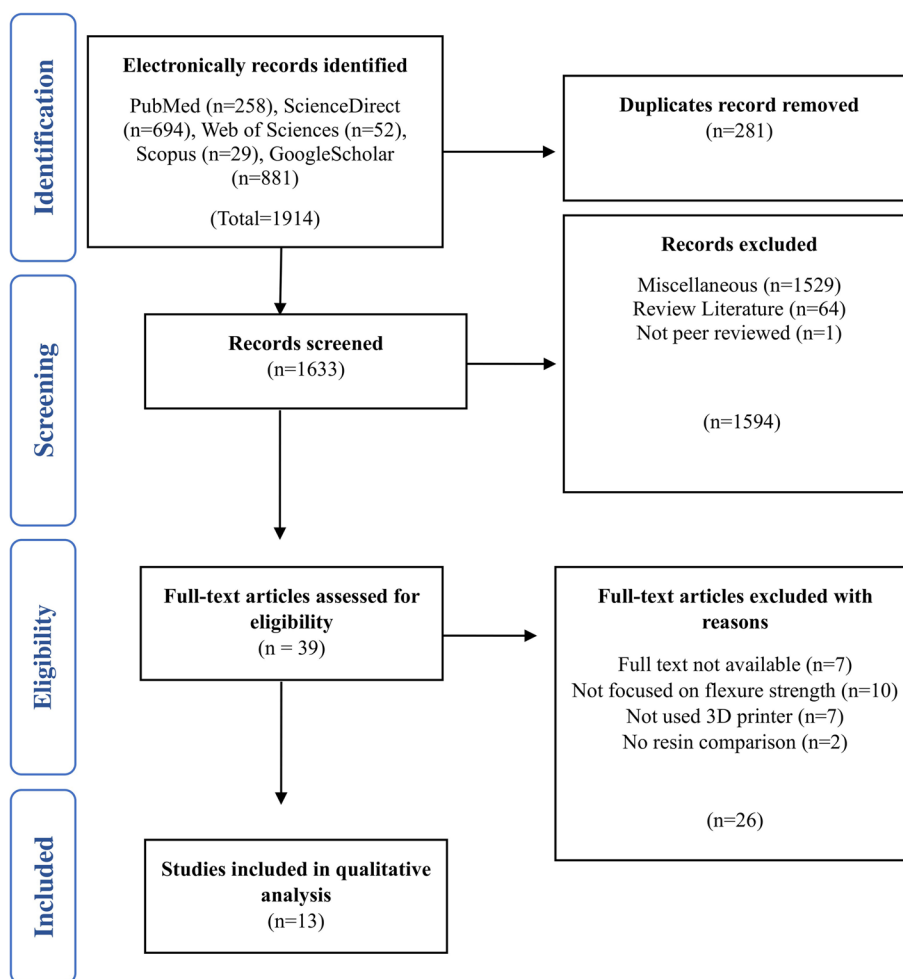 Identification
Electronically records identified
PubMed (n=258), ScienceDirect
(n=694), Web of Sciences (n=52),
Scopus (n=29), GoogleScholar
(n=881)
(Total=1914)
Duplicates record removed
(n=281)
Screening
Records screened
(n=1633)
Records excluded
Miscellaneous (n=1529)
Review Literature (n=64)
Not peer reviewed (n=1)
(n=1594)
Eligibility
Full-text articles assessed for
eligibility
(n = 39)
Full-text articles excluded with
reasons
Full text not available (n=7)
Not focused on flexure strength (n=10)
Not used 3D printer (n=7)
No resin comparison (n=2)
(n=26)
Included
Studies included in qualitative
analysis
(n=13)